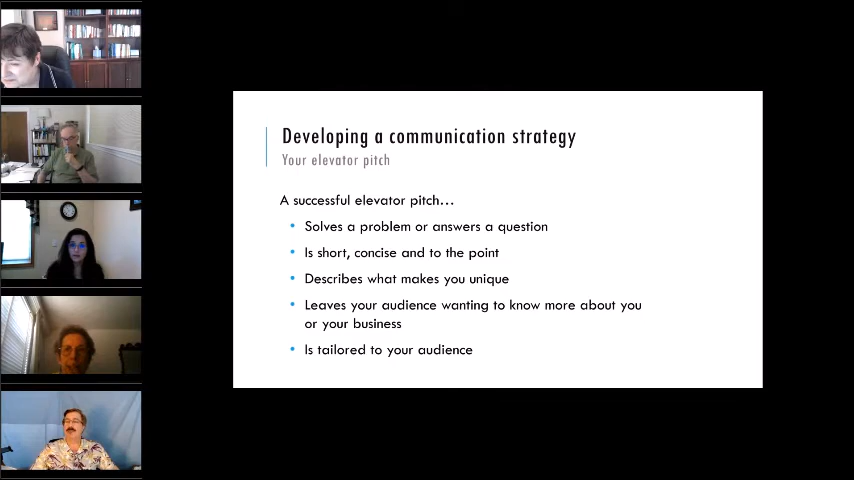 Developing a communication strategy
Your elevator pitch
A successful elevator pitch...
• Solves a problem or answers a question
• Is short, concise and to the point
• Describes what makes you unique
• Leaves your audience wanting to know more about you
or your business
• Is tailored to your audience